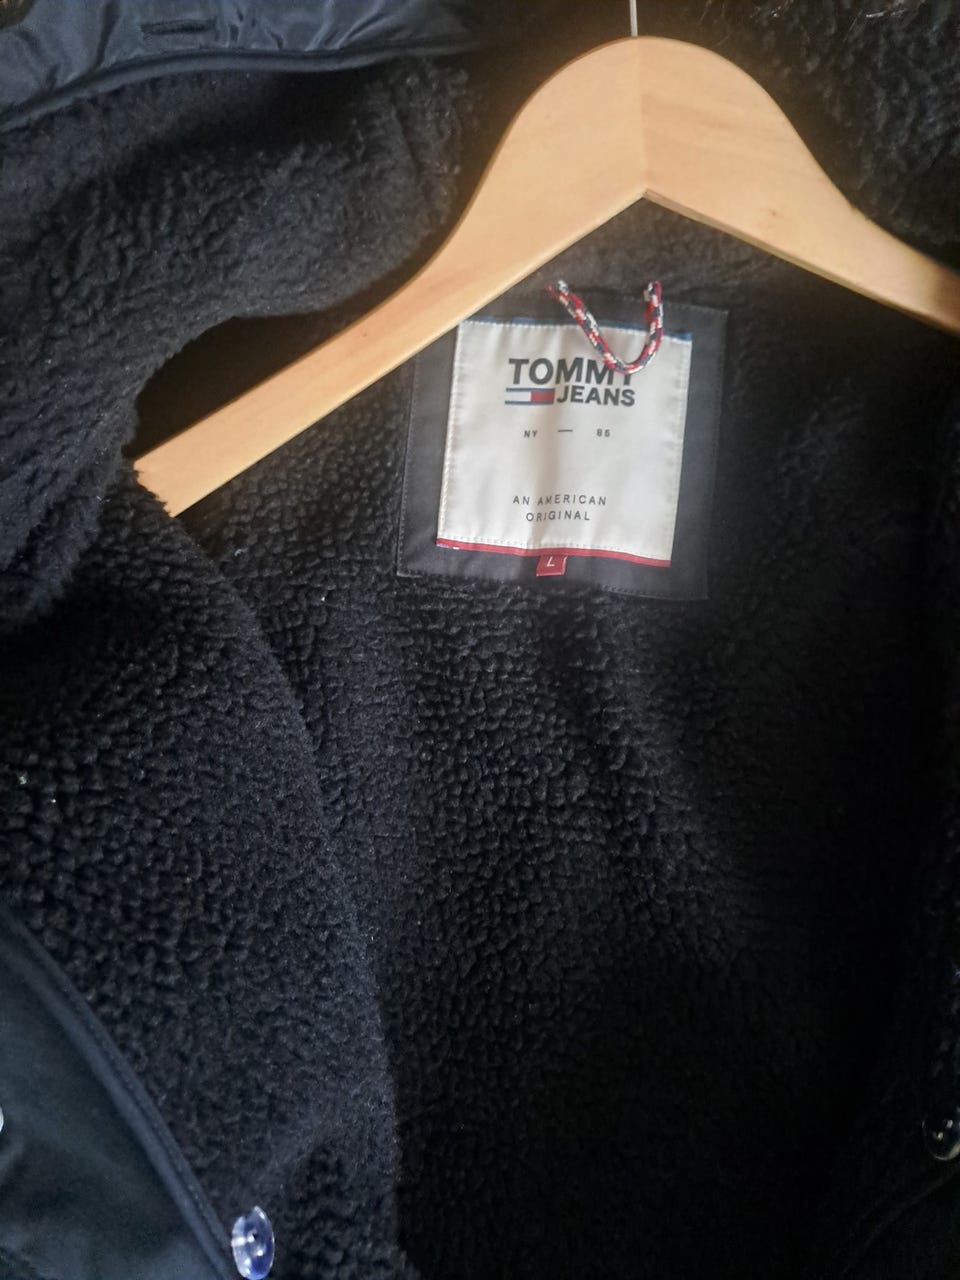 TOMMY
JEANS
NY — 85
AN AMERICAN
ORIGINAL
L